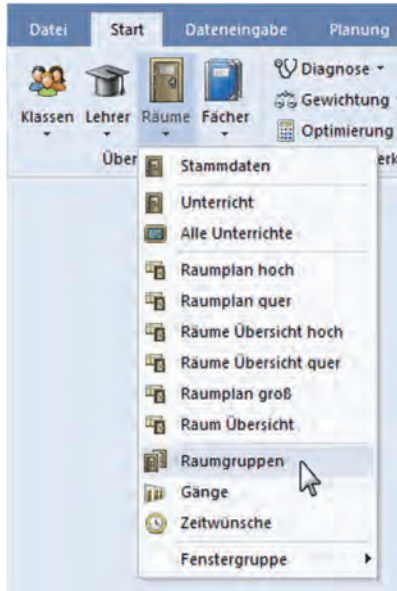 Datei Start Dateneingabe Planung
Diagnose
Klassen Lehrer Räume Fächer Gewichtung
Optimierung
Stammdaten
Unterricht
Alle Unterrichte
Raumplan hoch
Raumplan quer
Räume Übersicht hoch
Räume Übersicht quer
Raumplan groß
Raum Übersicht
Raumgruppen
Gänge
Zeitwünsche
Fenstergruppe